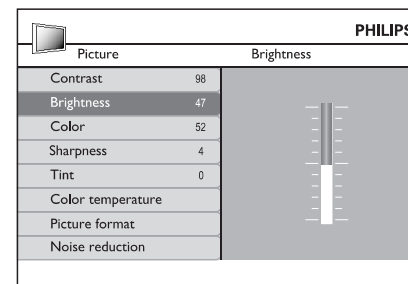 PHILIPS
Picture Brightness
Contrast 98
Brightness 47
Color 52
Sharpness 4
Tint 0
Color temperature
Picture format
Noise reduction